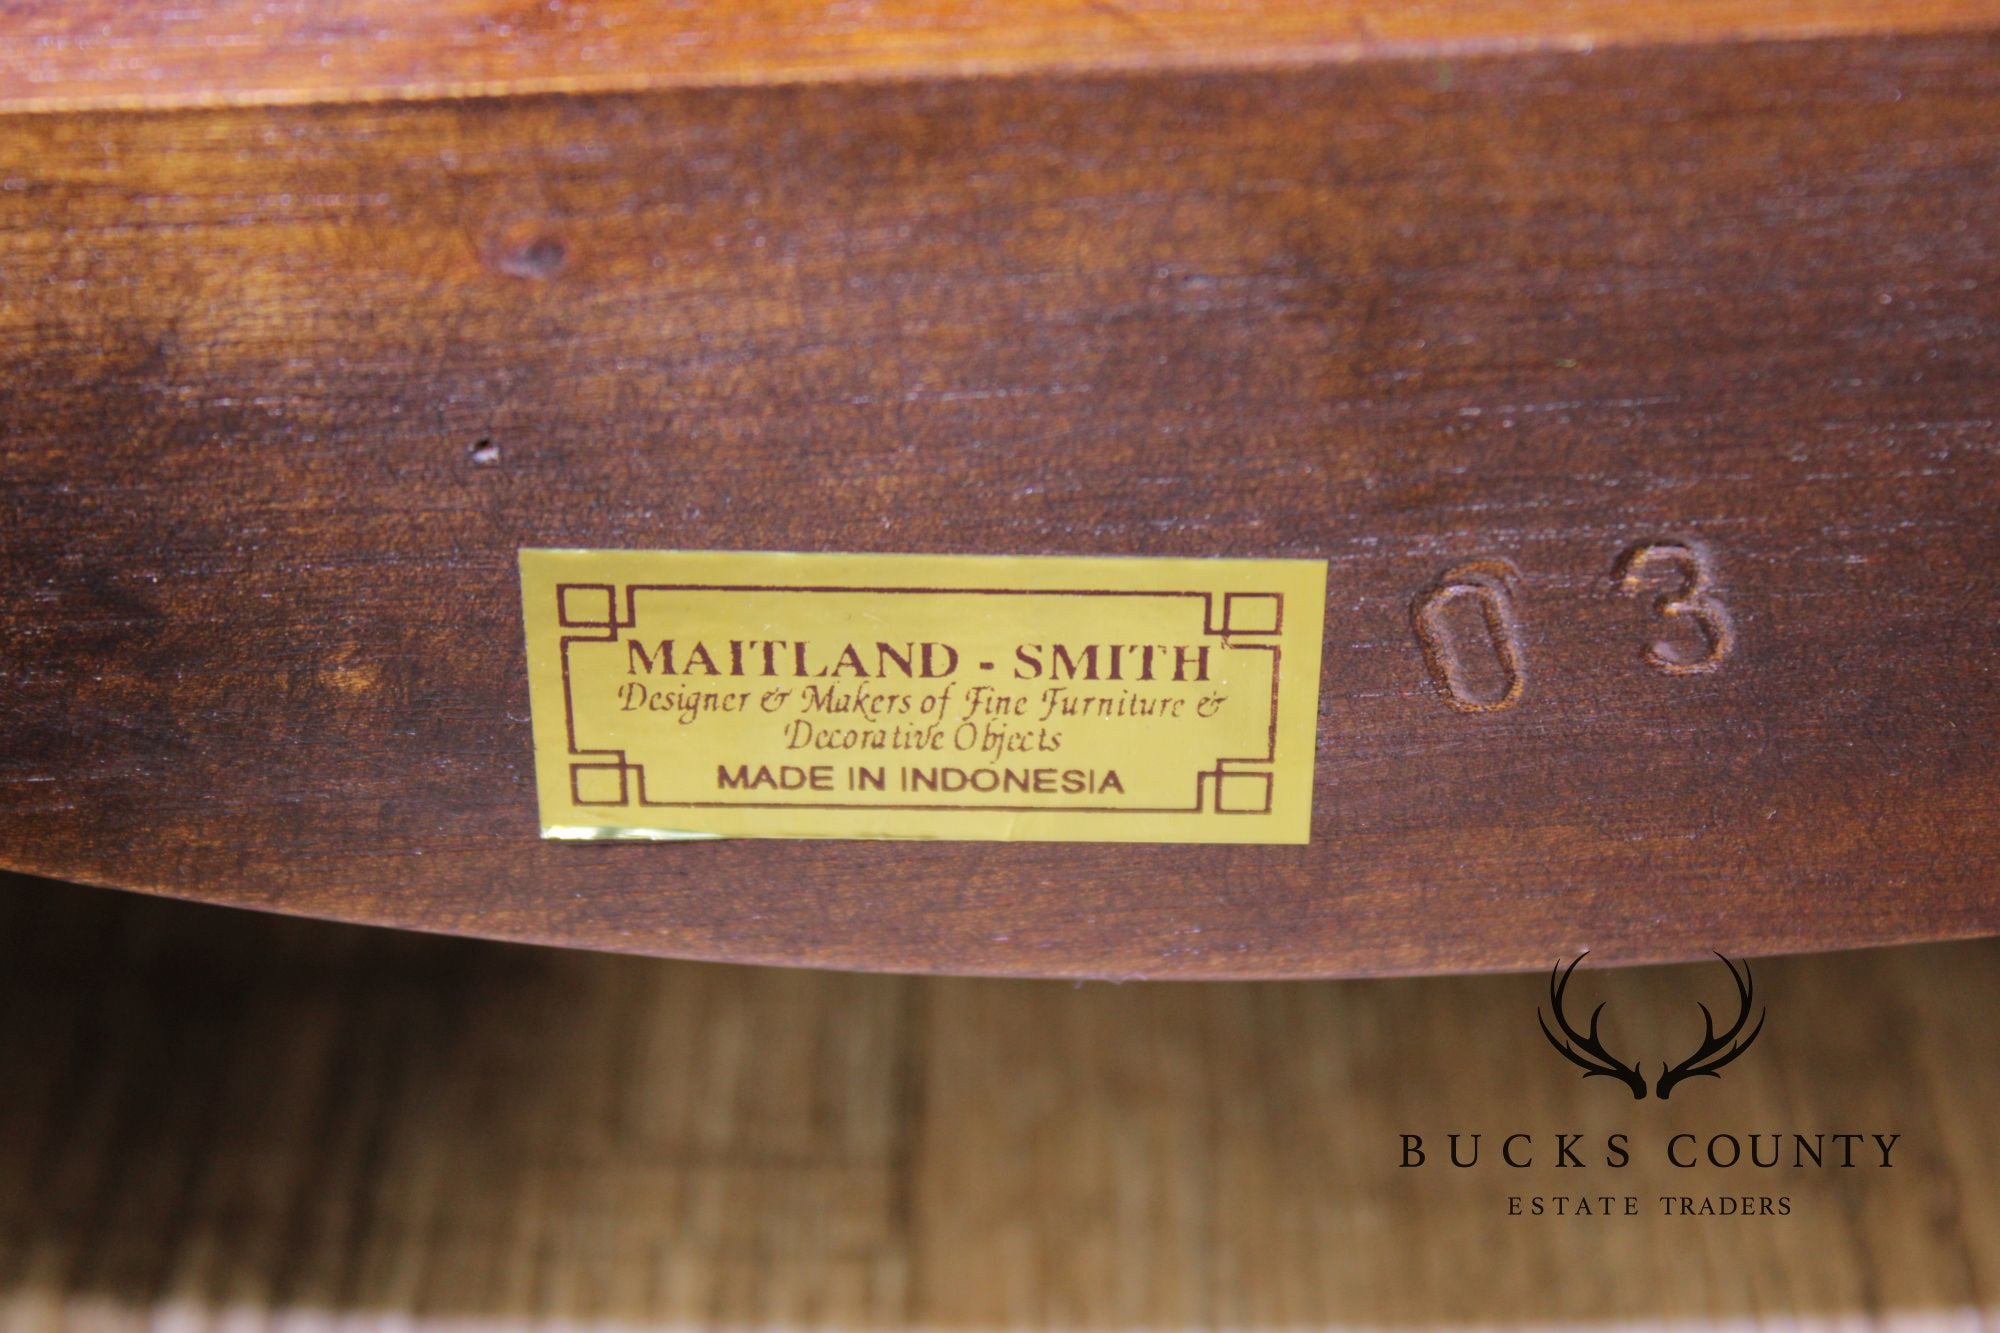 MAITLAND - SMITH
Designer & Makers of Fine Furniture &
Decorative Objects
MADE IN INDONESIA
03
BUCKS COUNTY
ESTATE TRADERS